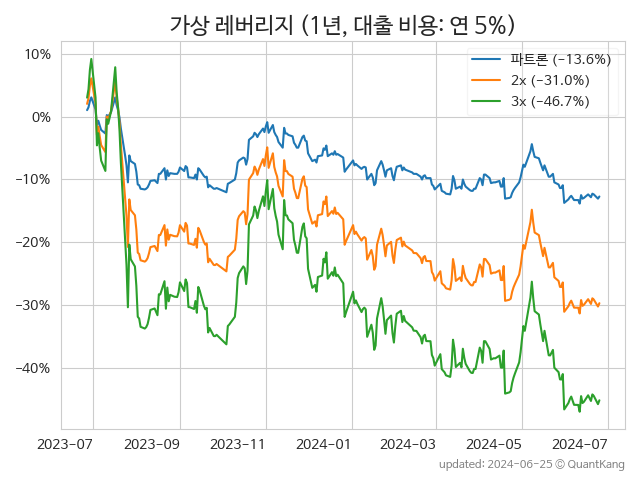 가상 레버리지 (1년, 대출 비용: 연 5%)
파트론 (−13.6%)
2x (−31.0%)
3x (−46.7%)
10%
0%
−10%
−20%
−30%
−40%
2023-07 2023-09 2023-11 2024-01 2024-03 2024-05 2024-07
updated: 2024-06-25 ⓒ QuantKang